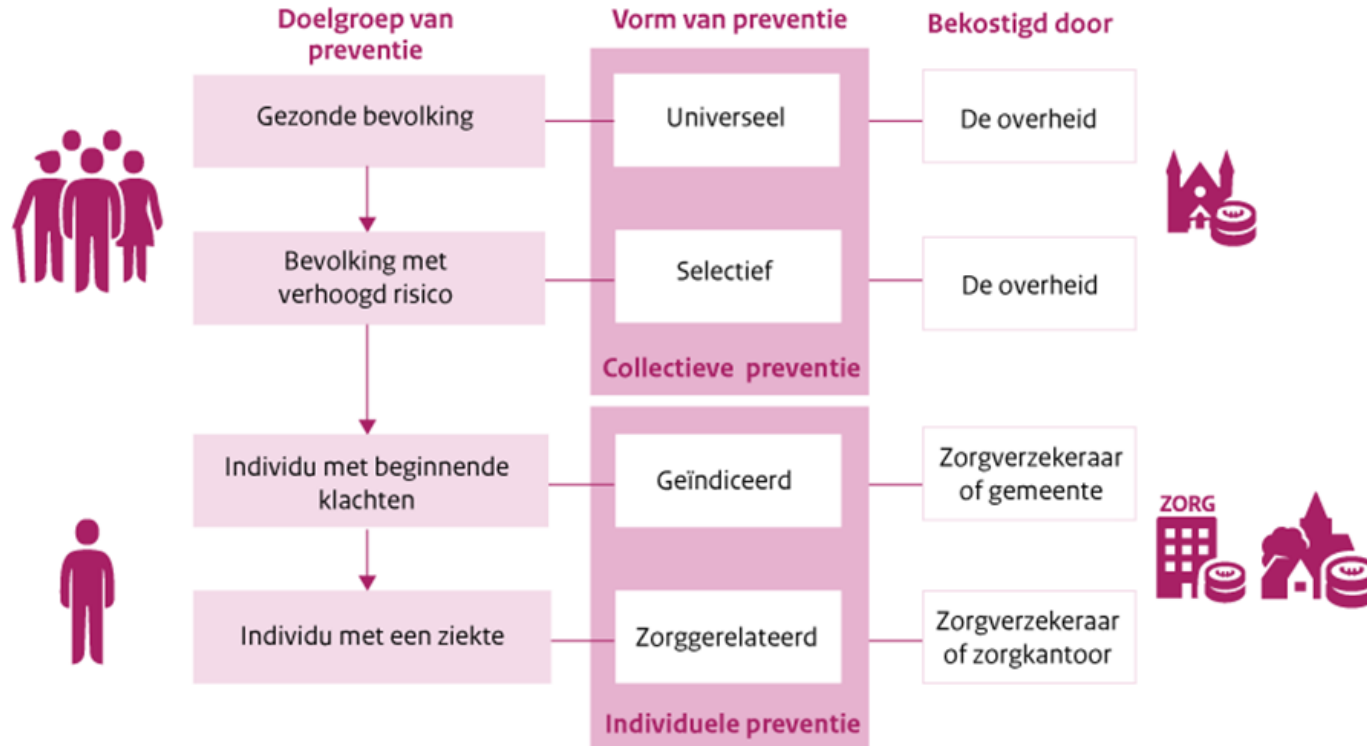 Doelgroep van
preventie
Vorm van preventie
Bekostigd door
Gezonde bevolking
Universeel
De overheid
Bevolking met
verhoogd risico
Selectief
De overheid
Collectieve preventie
Individu met beginnende
klachten
Geïndiceerd
Zorgverzekeraar
of gemeente
ZORG
Individu met een ziekte
Zorggerelateerd
Zorgverzekeraar
of zorgkantoor
Individuele preventie